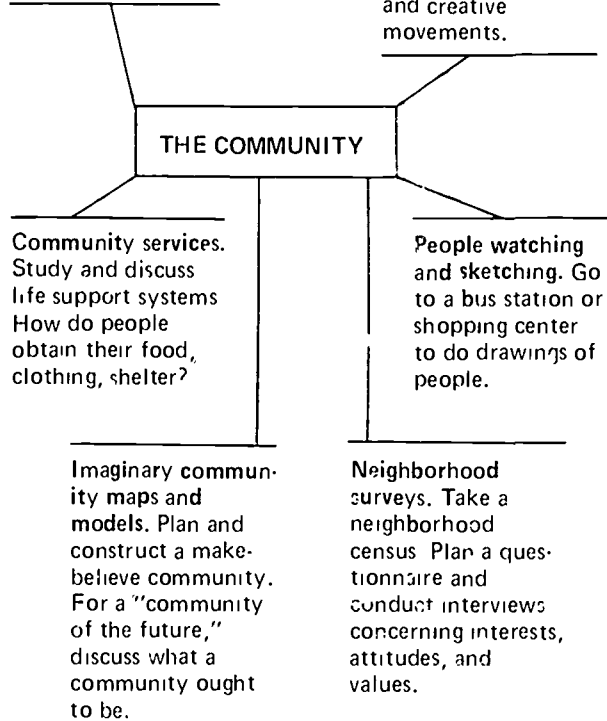 and creative
movements.
THE COMMUNITY
Community services.
Study and discuss
life support systems
How do people
obtain their food,
clothing, shelter?
People watching
and sketching. Go
to a bus station or
shopping center
to do drawings of
people.
Imaginary commun-
ity maps and
models. Plan and
construct a make-
believe community.
For a "community
of the future,"
discuss what a
community ought
to be.
Neighborhood
surveys. Take a
neighborhood
census Plan a ques-
tionnaire and
conduct interviews
concerning interests,
attitudes, and
values.